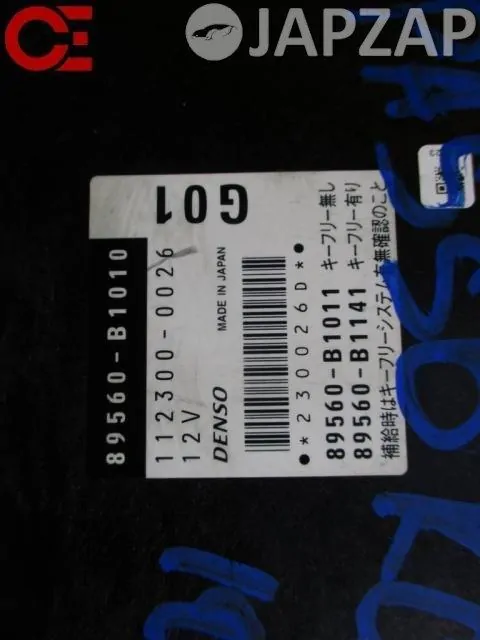 JAPZAP
89560-B1010
G01
112300-0026
12V
DENSO
MADE IN JAPAN
*230026D*
89560-B1011 キーフリー無し
89560-B1141 キーフリー有り
補給時はキーフリーシステム有無確認のこと